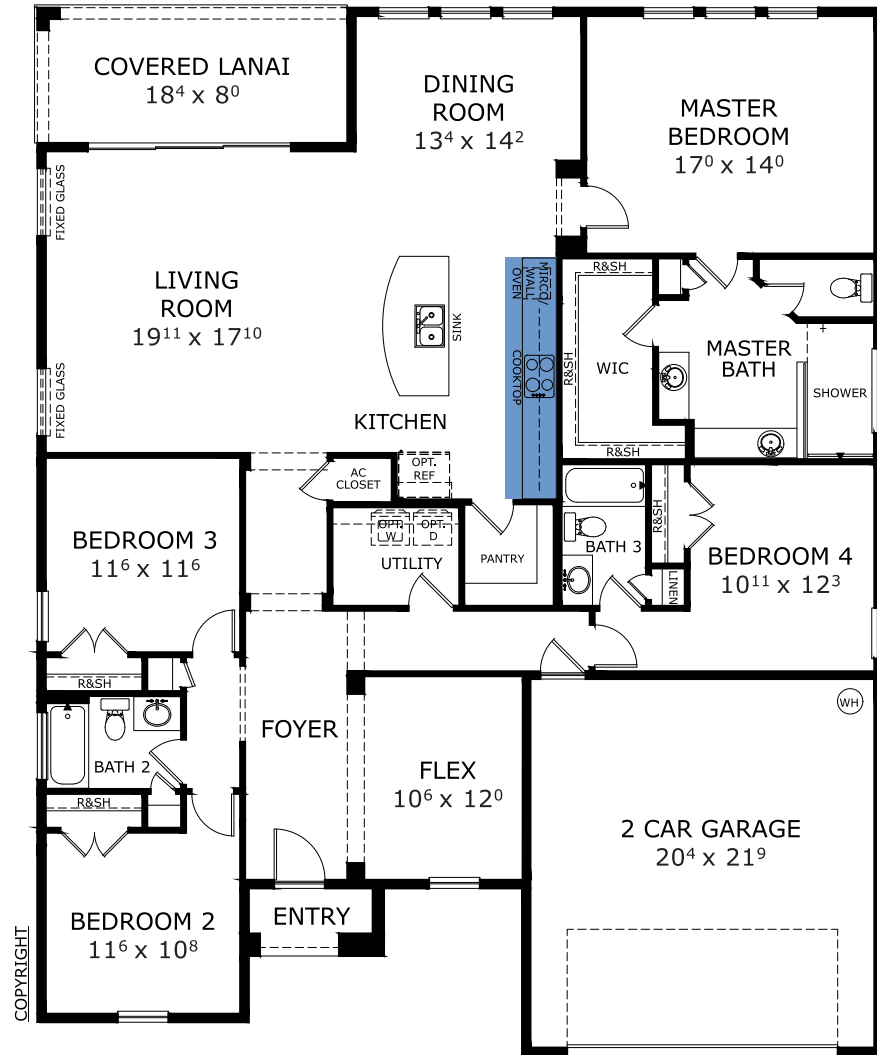 COVERED LANAI
18⁴ x 8⁰
DINING
ROOM
13⁴ x 14²
MASTER
BEDROOM
17⁰ x 14⁰
FIXED GLASS
LIVING
ROOM
19¹¹ x 17¹⁰
FIXED GLASS
SINK
KITCHEN
MIRCO/
WALL
OVEN
COOKTOP
R&SH
R&SH
WIC
R&SH
MASTER
BATH
SHOWER
AC
CLOSET
OPT.
REF
BEDROOM 3
11⁶ x 11⁶
OPT.
W
OPT.
D
UTILITY
PANTRY
BATH 3
R&SH
LINEN
BEDROOM 4
10¹¹ x 12³
R&SH
BATH 2
R&SH
FOYER
FLEX
10⁶ x 12⁰
WH
2 CAR GARAGE
20⁴ x 21⁹
BEDROOM 2
11⁶ x 10⁸
ENTRY
COPYRIGHT